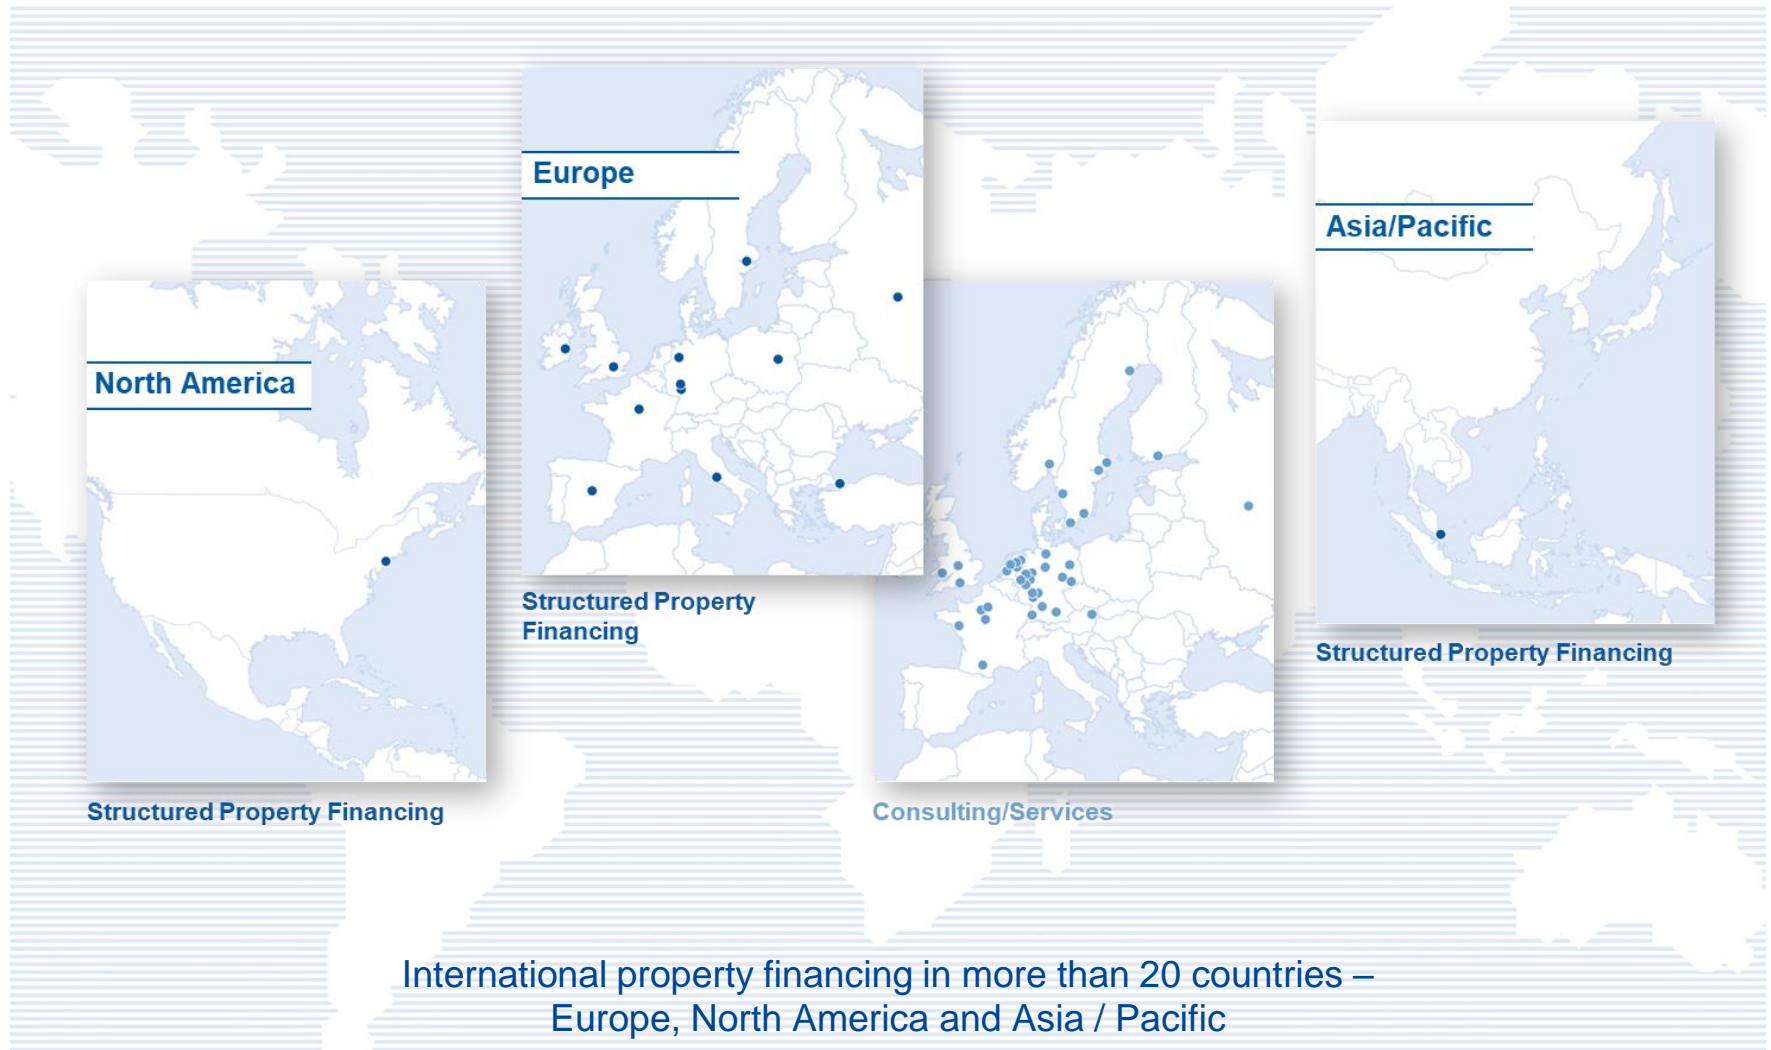 Europe
Asia/Pacific
North America
Structured Property
Financing
Structured Property Financing
Structured Property Financing
Consulting/Services
International property financing in more than 20 countries –
Europe, North America and Asia / Pacific